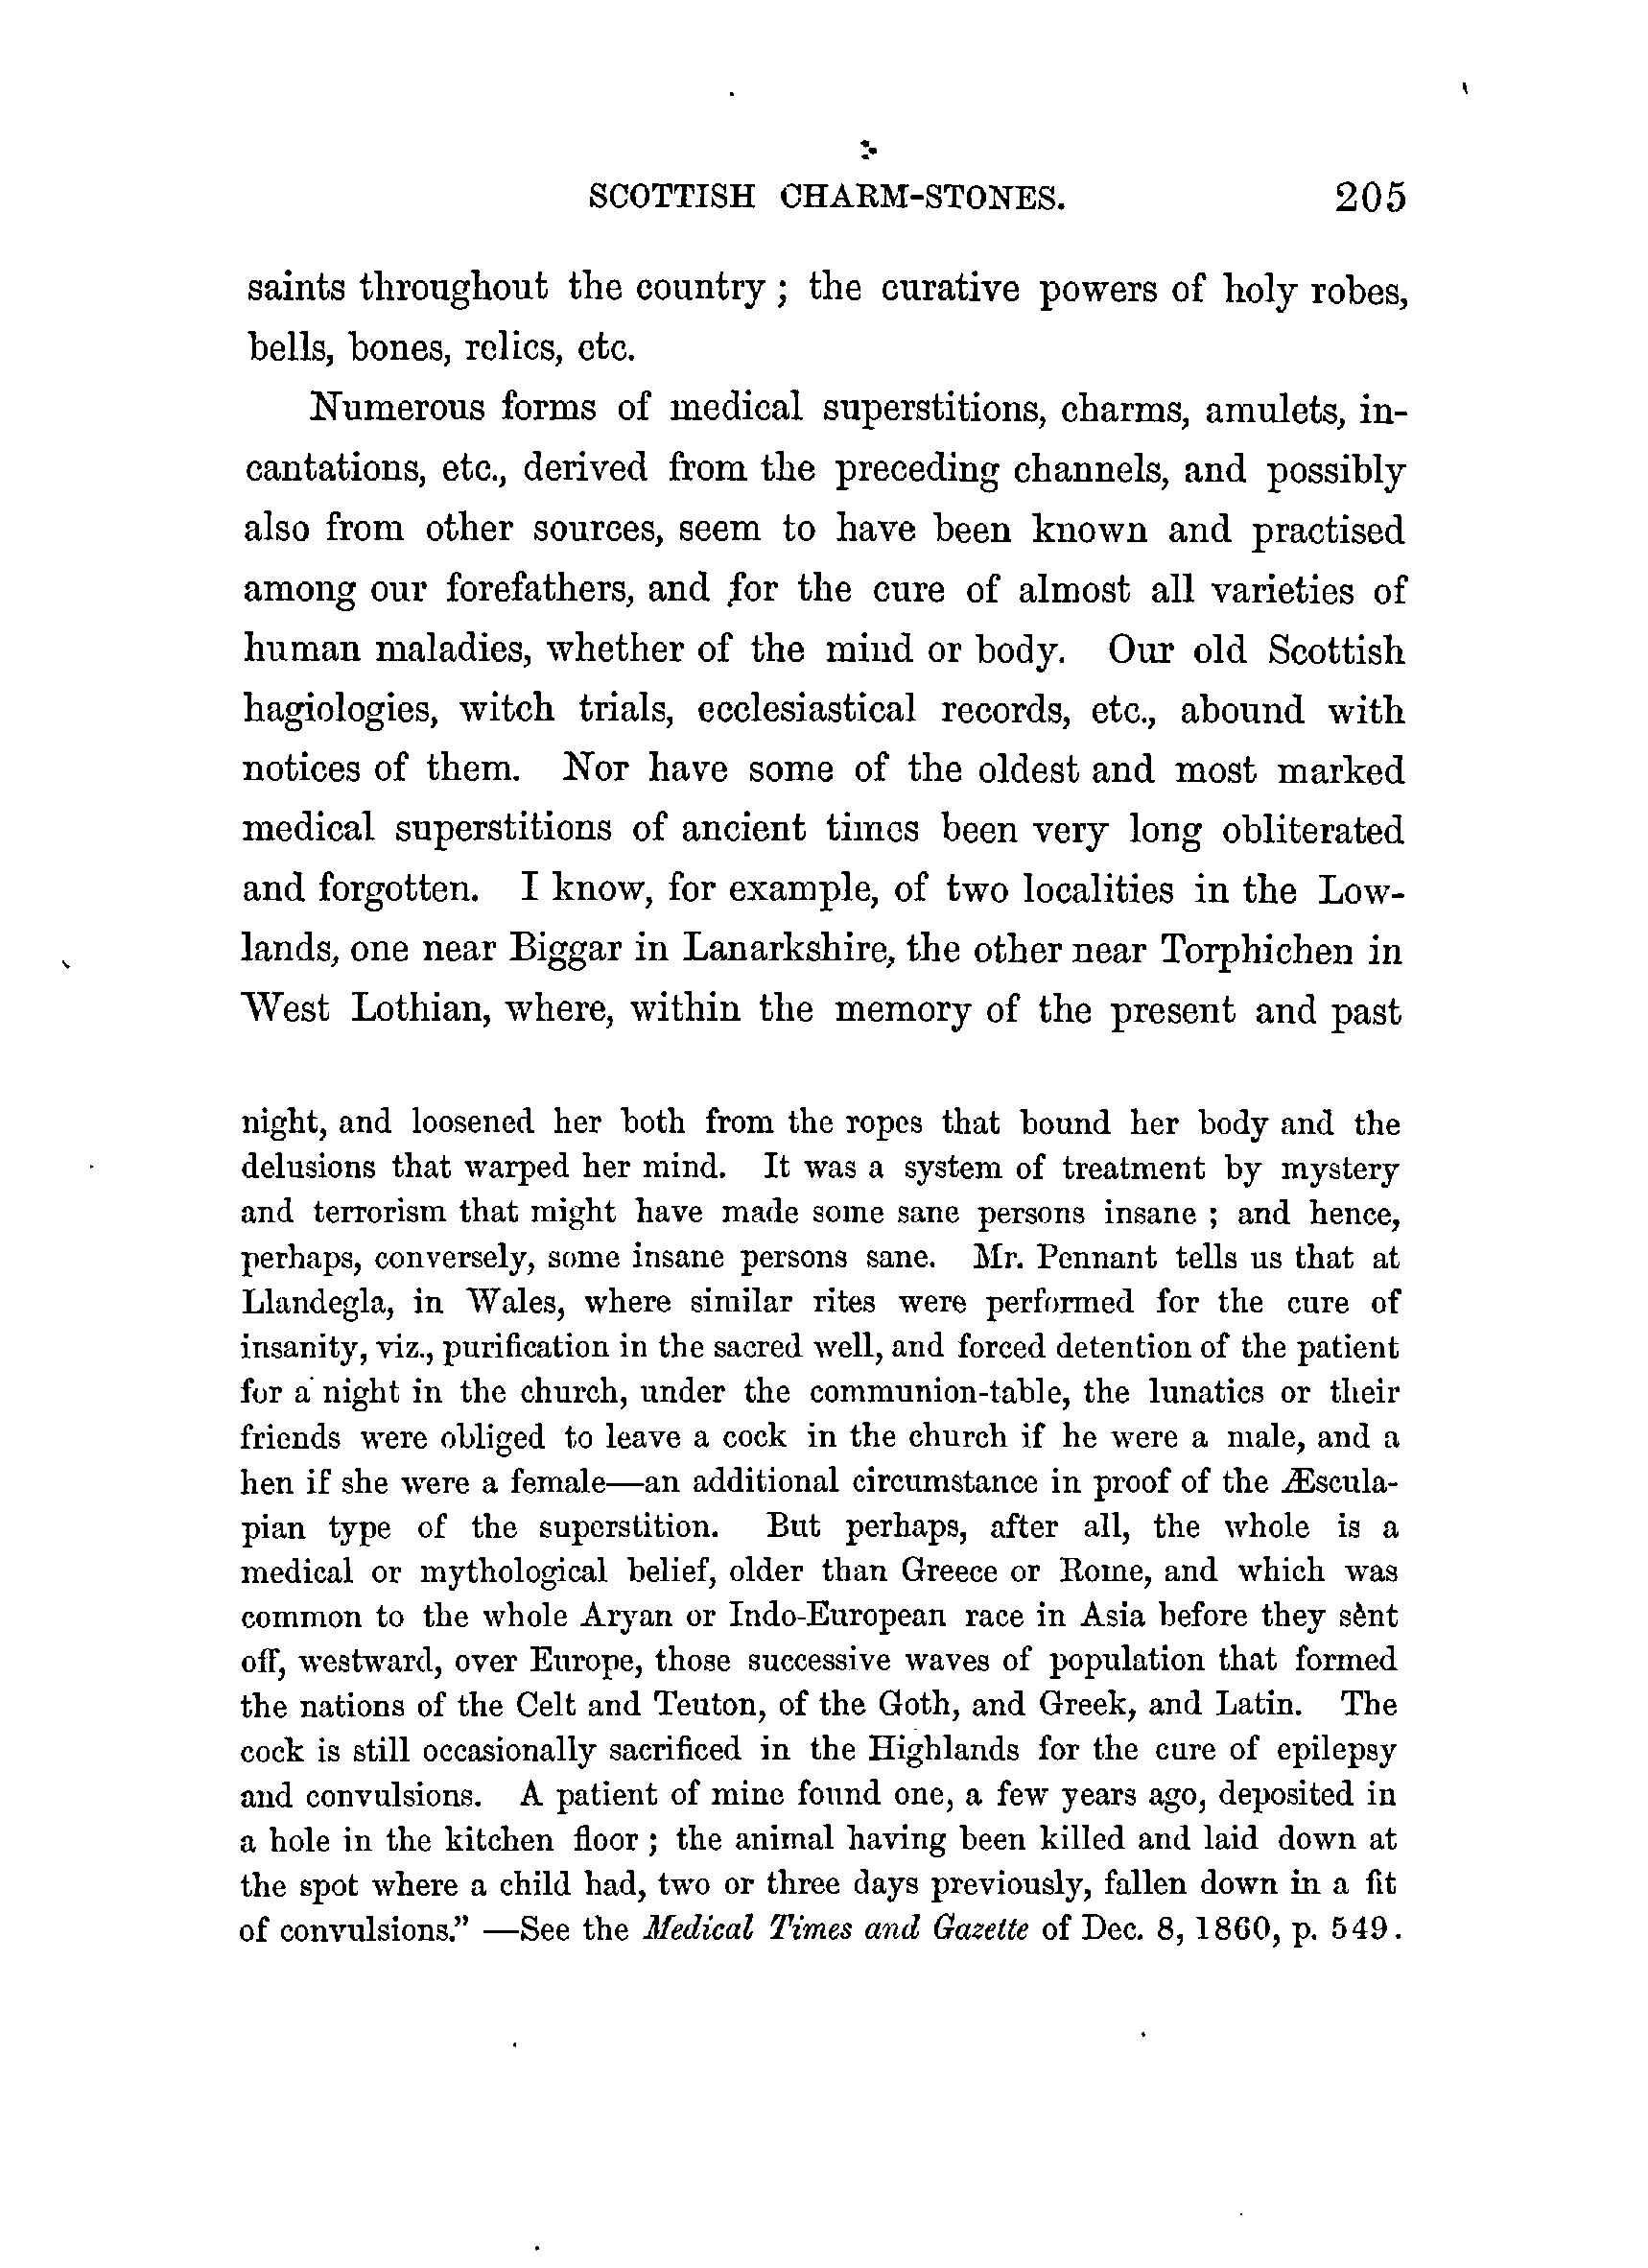 SCOTTISH CHARM-STONES. 205
saints throughout the country ; the curative powers of holy robes,
bells, bones, relics, etc.
Numerous forms of medical superstitions, charms, amulets, in-
cantations, etc., derived from the preceding channels, and possibly
also from other sources, seem to have been known and practised
among our forefathers, and for the cure of almost all varieties of
human maladies, whether of the mind or body. Our old Scottish
hagiologies, witch trials, ecclesiastical records, etc., abound with
notices of them. Nor have some of the oldest and most marked
medical superstitions of ancient times been very long obliterated
and forgotten. I know, for example, of two localities in the Low-
lands, one near Biggar in Lanarkshire, the other near Torphichen in
West Lothian, where, within the memory of the present and past
night, and loosened her both from the ropes that bound her body and the
delusions that warped her mind. It was a system of treatment by mystery
and terrorism that might have made some sane persons insane ; and hence,
perhaps, conversely, some insane persons sane. Mr. Pennant tells us that at
Llandegla, in Wales, where similar rites were performed for the cure of
insanity, viz., purification in the sacred well, and forced detention of the patient
for a night in the church, under the communion-table, the lunatics or their
friends were obliged to leave a cock in the church if he were a male, and a
hen if she were a female—an additional circumstance in proof of the Æscula-
pian type of the superstition. But perhaps, after all, the whole is a
medical or mythological belief, older than Greece or Rome, and which was
common to the whole Aryan or Indo-European race in Asia before they sent
off, westward, over Europe, those successive waves of population that formed
the nations of the Celt and Teuton, of the Goth, and Greek, and Latin. The
cock is still occasionally sacrificed in the Highlands for the cure of epilepsy
and convulsions. A patient of mine found one, a few years ago, deposited in
a hole in the kitchen floor ; the animal having been killed and laid down at
the spot where a child had, two or three days previously, fallen down in a fit
of convulsions.” —See the Medical Times and Gazette of Dec. 8, 1860, p. 549.